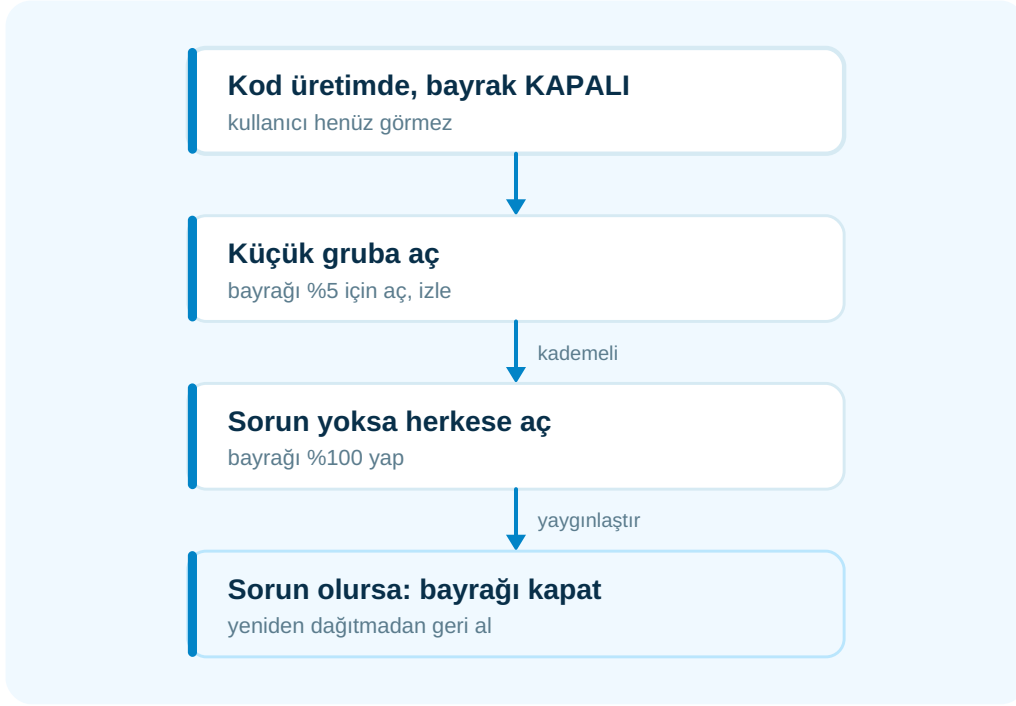 Kod üretimde, bayrak KAPALI
kullanıcı henüz görmez
Küçük gruba aç
bayrağı %5 için aç, izle
kademeli
Sorun yoksa herkese aç
bayrağı %100 yap
yaygınlaştır
Sorun olursa: bayrağı kapat
yeniden dağıtmadan geri al